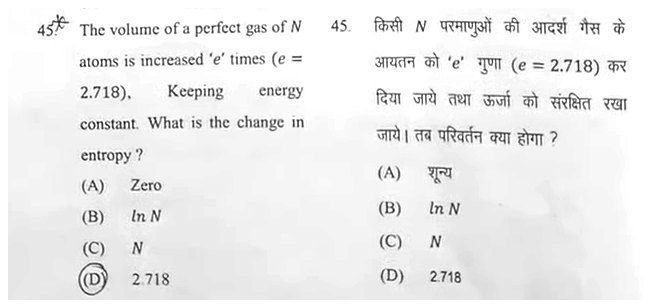 45. The volume of a perfect gas of N
atoms is increased 'e' times (e =
2.718), Keeping energy
constant. What is the change in
entropy ?
(A) Zero
(B) ln N
(C) N
(D) 2.718
45. किसी N परमाणुओं की आदर्श गैस के
आयतन को 'e' गुणा (e = 2.718) कर
दिया जाये तथा ऊर्जा को संरक्षित रखा
जाये। तब परिवर्तन क्या होगा ?
(A) शून्य
(B) ln N
(C) N
(D) 2.718